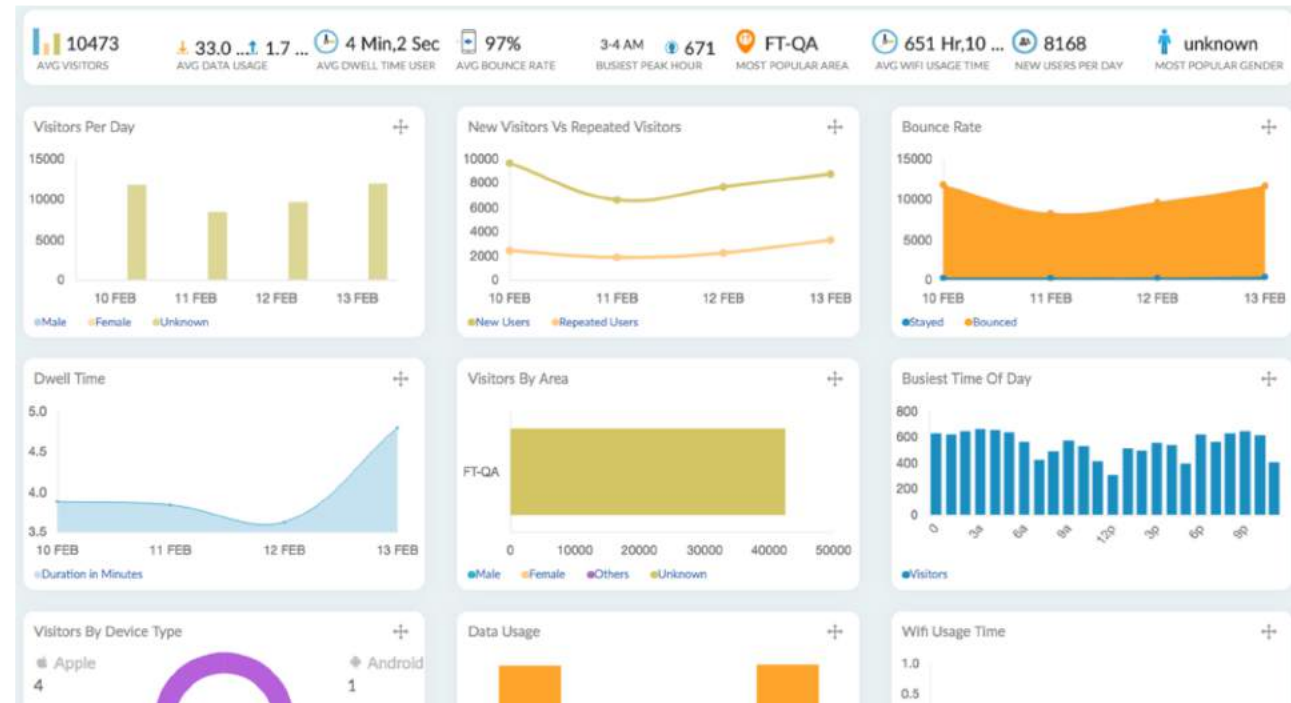 10473
AVG VISITORS
33.0 ... 1.7 ...
AVG DATA USAGE
4 Min,2 Sec
AVG DWELL TIME USER
97%
AVG BOUNCE RATE
3-4 AM 671
BUSIEST PEAK HOUR
FT-QA
MOST POPULAR AREA
651 Hr,10 ...
AVG WIFI USAGE TIME
8168
NEW USERS PER DAY
unknown
MOST POPULAR GENDER
Visitors Per Day
15000
10000
5000
0
10 FEB 11 FEB 12 FEB 13 FEB
Male Female Unknown
New Visitors Vs Repeated Visitors
10000
8000
6000
4000
2000
0
10 FEB 11 FEB 12 FEB 13 FEB
New Users Repeated Users
Bounce Rate
15000
10000
5000
0
10 FEB 11 FEB 12 FEB 13 FEB
Stayed Bounced
Dwell Time
5.0
4.5
4.0
3.5
10 FEB 11 FEB 12 FEB 13 FEB
Duration in Minutes
Visitors By Area
FT-QA
0 10000 20000 30000 40000 50000
Male Female Others Unknown
Busiest Time Of Day
800
600
400
200
0
0 3a 6a 9a 12p 3p 6p 9p
Visitors
Visitors By Device Type
Apple Android
4 1
Data Usage
Wifi Usage Time
1.0
0.5